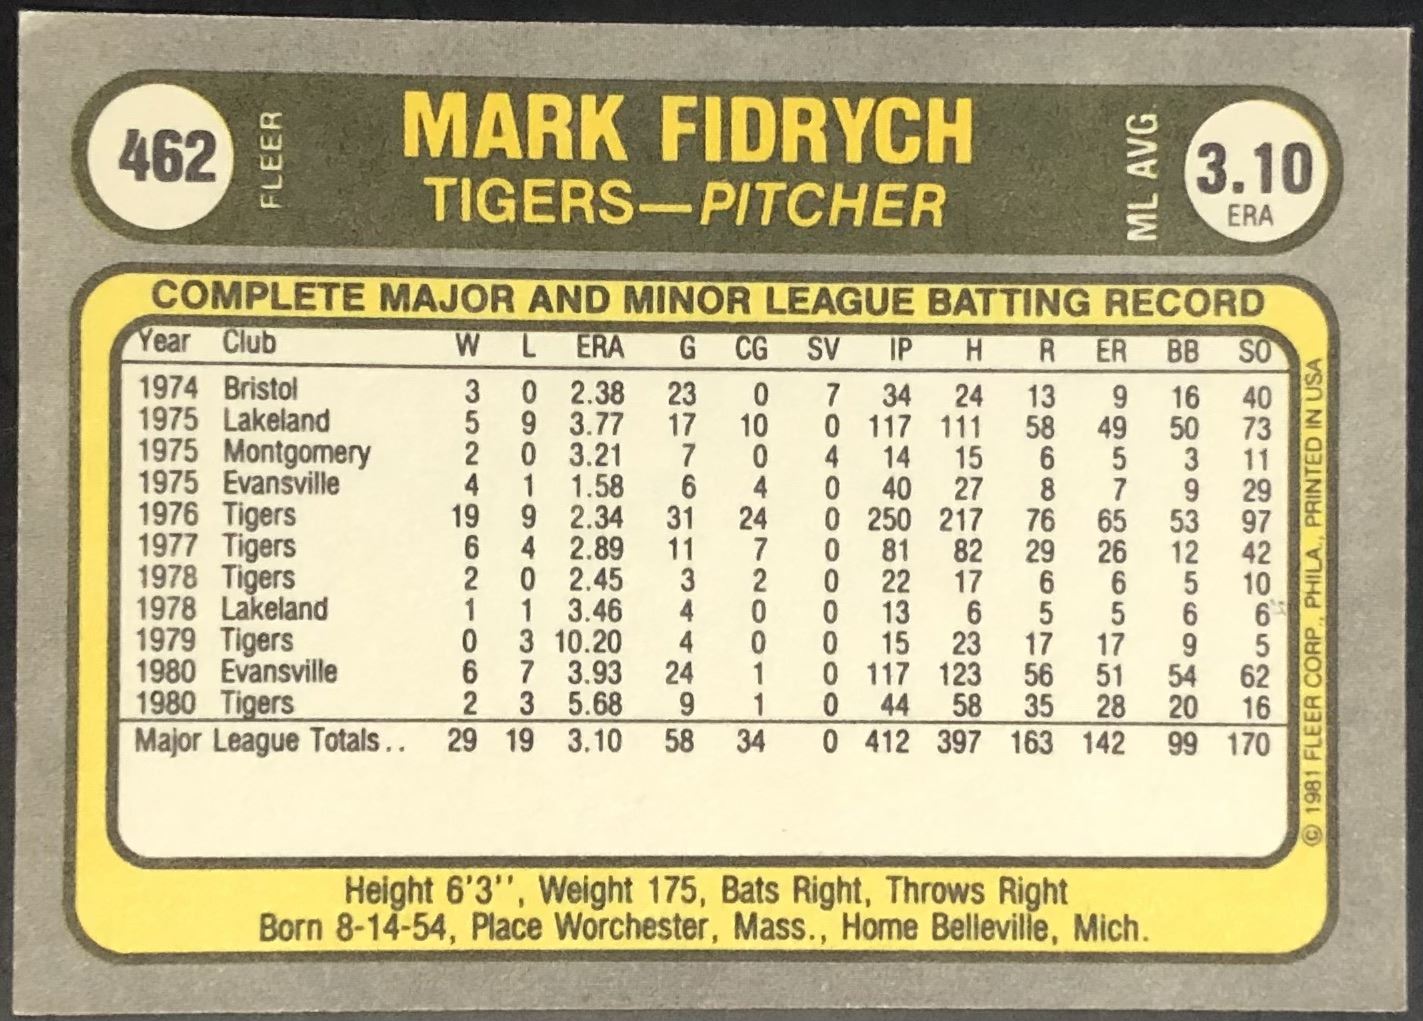 462 FLEER MARK FIDRYCH ML AVG. 3.10
TIGERS—PITCHER ERA
COMPLETE MAJOR AND MINOR LEAGUE BATTING RECORD
Year Club W L ERA G CG SV IP H R ER BB SO
1974 Bristol 3 0 2.38 23 0 7 34 24 13 9 16 40
1975 Lakeland 5 9 3.77 17 10 0 117 111 58 49 50 73
1975 Montgomery 2 0 3.21 7 0 4 14 15 6 5 3 11
1975 Evansville 4 1 1.58 6 4 0 40 27 8 7 9 29
1976 Tigers 19 9 2.34 31 24 0 250 217 76 65 53 97
1977 Tigers 6 4 2.89 11 7 0 81 82 29 26 12 42
1978 Tigers 2 0 2.45 3 2 0 22 17 6 6 5 10
1978 Lakeland 1 1 3.46 4 0 0 13 6 5 5 6 6
1979 Tigers 0 3 10.20 4 0 0 15 23 17 17 9 5
1980 Evansville 6 7 3.93 24 1 0 117 123 56 51 54 62
1980 Tigers 2 3 5.68 9 1 0 44 58 35 28 20 16
Major League Totals.. 29 19 3.10 58 34 0 412 397 163 142 99 170
© 1981 FLEER CORP., PHILA., PRINTED IN USA
Height 6'3'', Weight 175, Bats Right, Throws Right
Born 8-14-54, Place Worchester, Mass., Home Belleville, Mich.